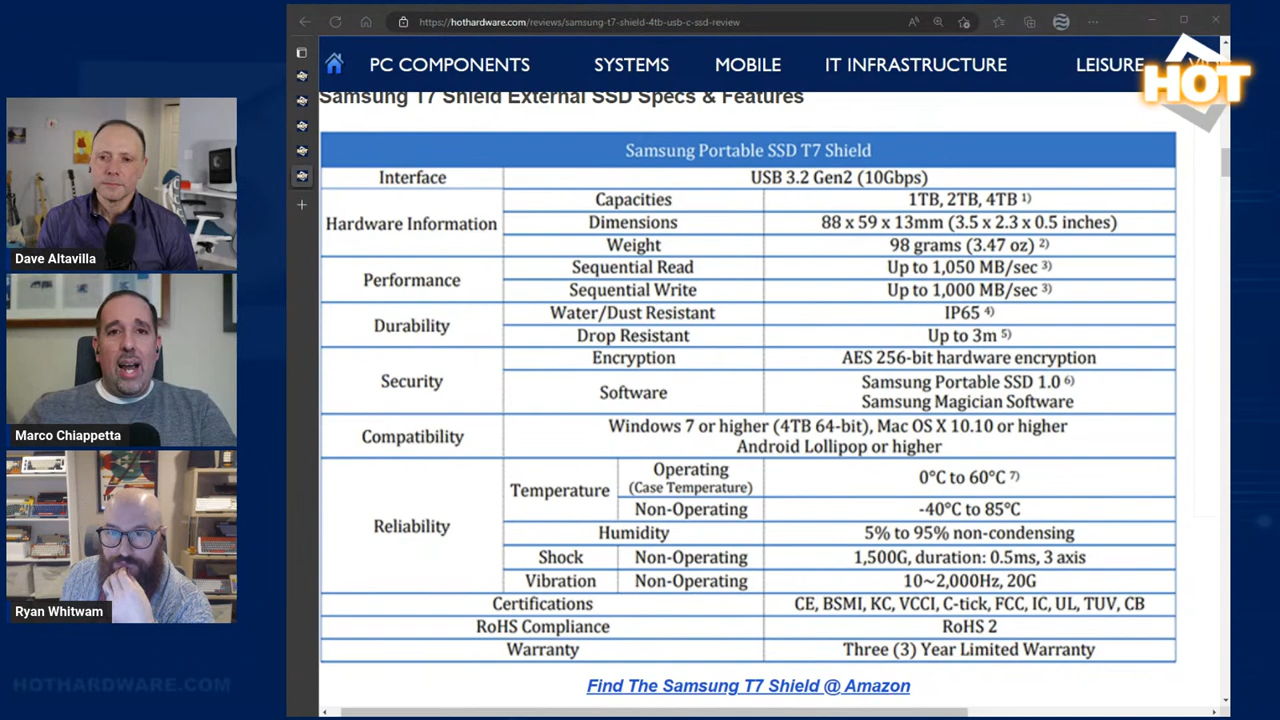 https://hothardware.com/reviews/samsung-t7-shield-4tb-usb-c-ssd-review
PC COMPONENTS SYSTEMS MOBILE IT INFRASTRUCTURE LEISURE
HOT
Samsung T7 Shield External SSD Specs & Features
Samsung Portable SSD T7 Shield
Interface USB 3.2 Gen2 (10Gbps)
Hardware Information
Capacities 1TB, 2TB, 4TB 1)
Dimensions 88 x 59 x 13mm (3.5 x 2.3 x 0.5 inches)
Weight 98 grams (3.47 oz) 2)
Performance
Sequential Read Up to 1,050 MB/sec 3)
Sequential Write Up to 1,000 MB/sec 3)
Durability
Water/Dust Resistant IP65 4)
Drop Resistant Up to 3m 5)
Security
Encryption AES 256-bit hardware encryption
Software
Samsung Portable SSD 1.0 6)
Samsung Magician Software
Compatibility
Windows 7 or higher (4TB 64-bit), Mac OS X 10.10 or higher
Android Lollipop or higher
Reliability
Temperature
Operating
(Case Temperature)
0°C to 60°C 7)
Non-Operating -40°C to 85°C
Humidity 5% to 95% non-condensing
Shock Non-Operating 1,500G, duration: 0.5ms, 3 axis
Vibration Non-Operating 10~2,000Hz, 20G
Certifications CE, BSMI, KC, VCCI, C-tick, FCC, IC, UL, TUV, CB
RoHS Compliance RoHS 2
Warranty Three (3) Year Limited Warranty
Find The Samsung T7 Shield @ Amazon
Dave Altavilla
Marco Chiappetta
Ryan Whitwam
HOTHARDWARE.COM